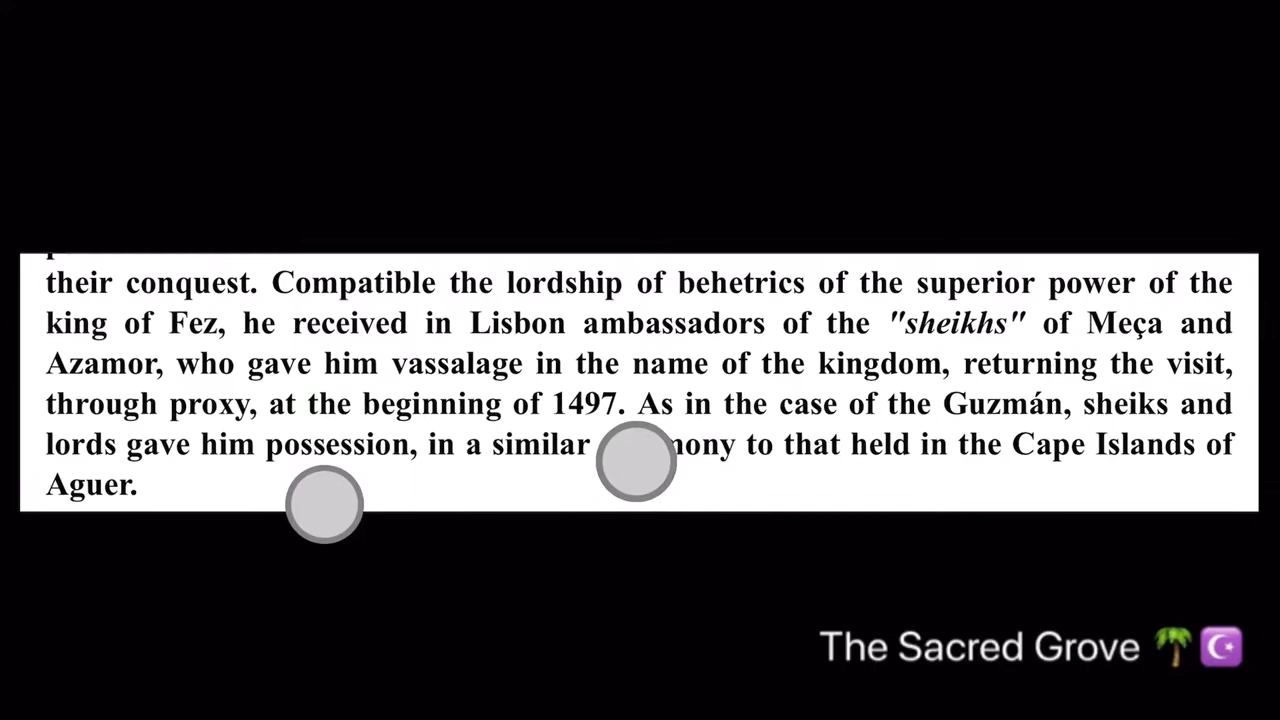 their conquest. Compatible the lordship of behetrics of the superior power of the
king of Fez, he received in Lisbon ambassadors of the "sheikhs" of Meça and
Azamor, who gave him vassalage in the name of the kingdom, returning the visit,
through proxy, at the beginning of 1497. As in the case of the Guzmán, sheiks and
lords gave him possession, in a similar to that held in the Cape Islands of
Aguer.
The Sacred Grove 🌴☪️